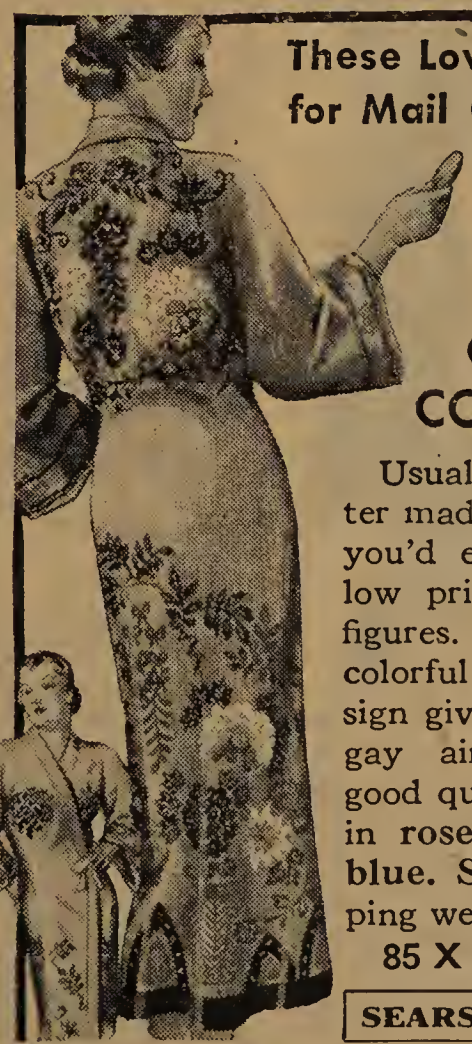 These Lov
for Mail
CO
Usual
ter mad
you'd e
low pri
figures.
colorful
sign giv
gay air
good qu
in rose
blue. S
ping we
85 X
SEARS